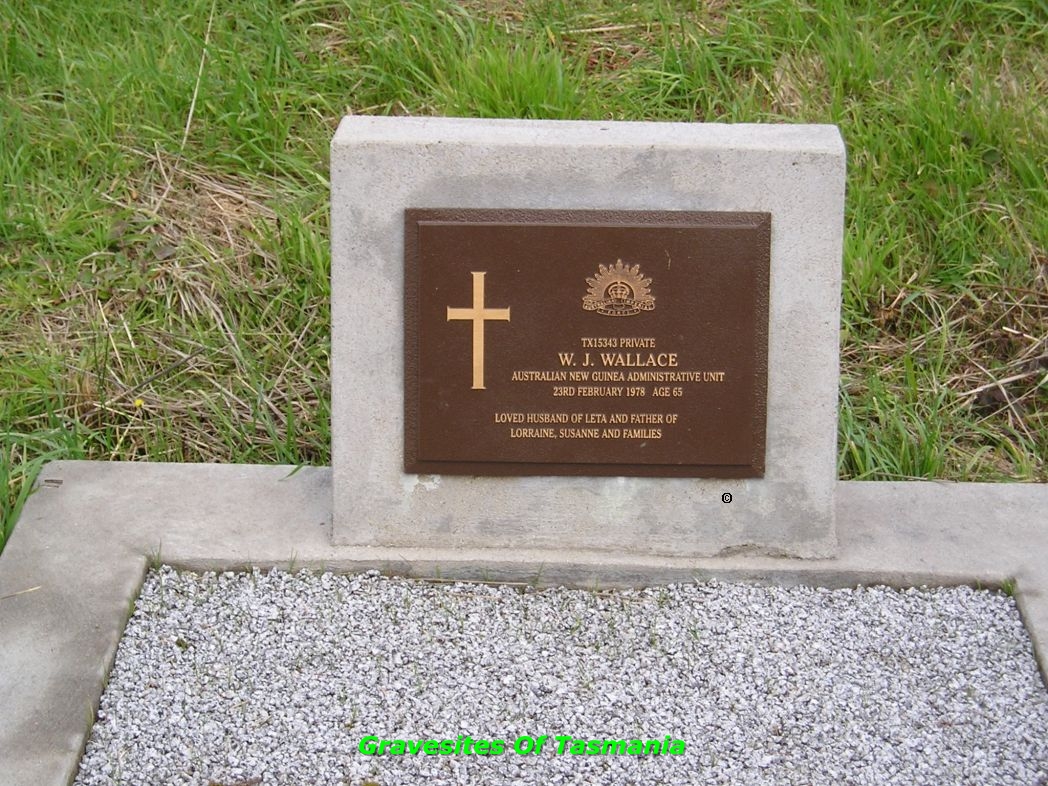 TX15343 PRIVATE
W. J. WALLACE
AUSTRALIAN NEW GUINEA ADMINISTRATIVE UNIT
23RD FEBRUARY 1978 AGE 65
LOVED HUSBAND OF LETA AND FATHER OF
LORRAINE, SUSANNE AND FAMILIES
©
Gravesites Of Tasmania